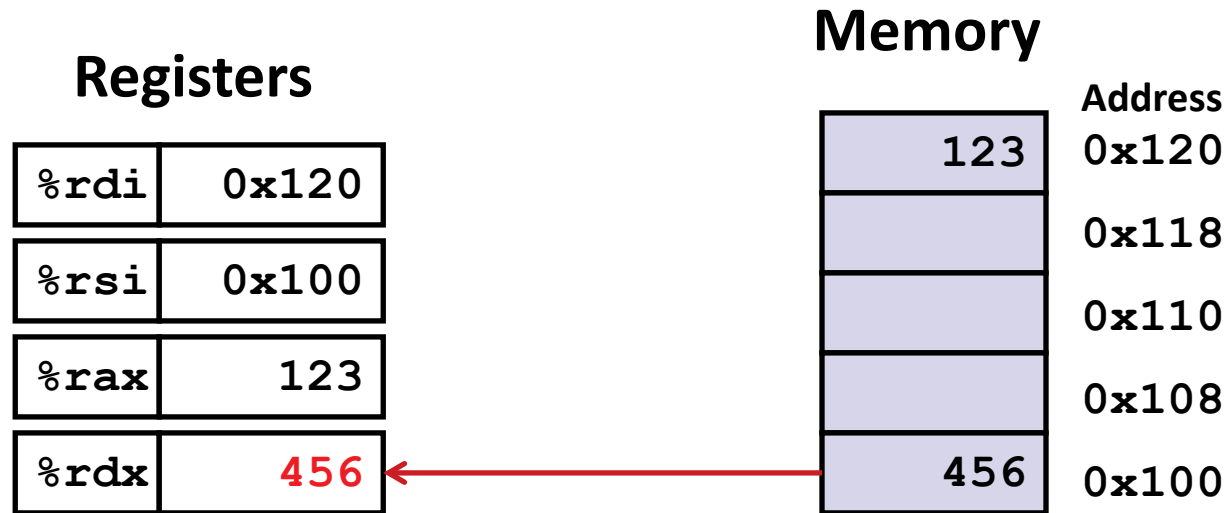 Registers
%rdi 0x120
%rsi 0x100
%rax 123
%rdx 456
Memory
Address
123 0x120
0x118
0x110
0x108
456 0x100